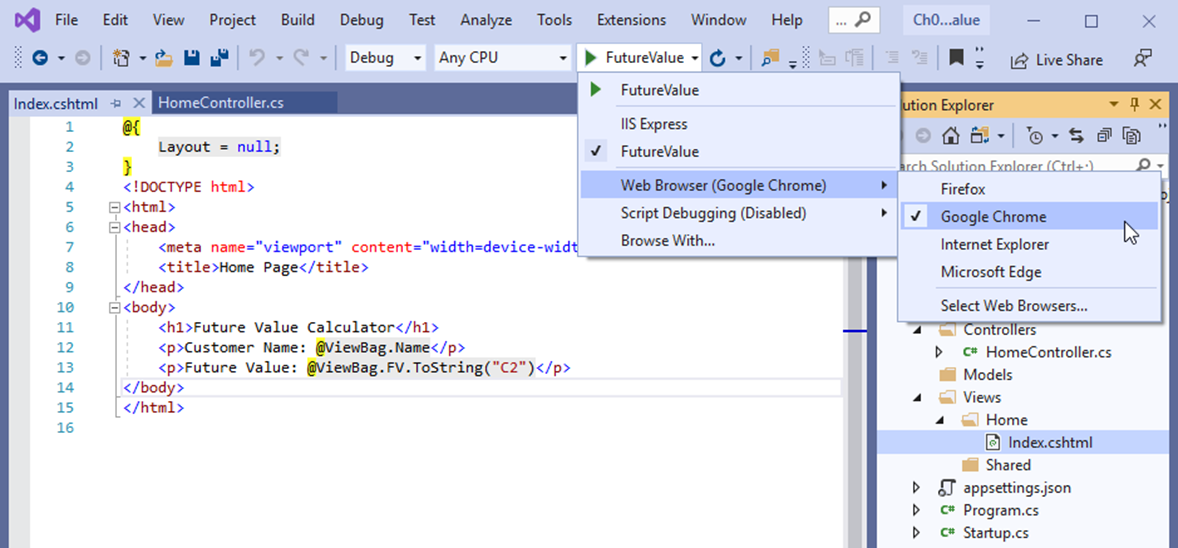 File Edit View Project Build Debug Test Analyze Tools Extensions Window Help ... Ch0...alue
Debug Any CPU FutureValue Live Share
Index.cshtml HomeController.cs
1 @{
2 Layout = null;
3 }
4 <!DOCTYPE html>
5 <html>
6 <head>
7 <meta name="viewport" content="width=device-widt
8 <title>Home Page</title>
9 </head>
10 <body>
11 <h1>Future Value Calculator</h1>
12 <p>Customer Name: @ViewBag.Name</p>
13 <p>Future Value: @ViewBag.FV.ToString("C2")</p>
14 </body>
15 </html>
16
FutureValue
IIS Express
FutureValue
Web Browser (Google Chrome)
Script Debugging (Disabled)
Browse With...
Firefox
Google Chrome
Internet Explorer
Microsoft Edge
Select Web Browsers...
ution Explorer
arch Solution Explorer (Ctrl+;)
Controllers
C# HomeController.cs
Models
Views
Home
Index.cshtml
Shared
appsettings.json
C# Program.cs
C# Startup.cs